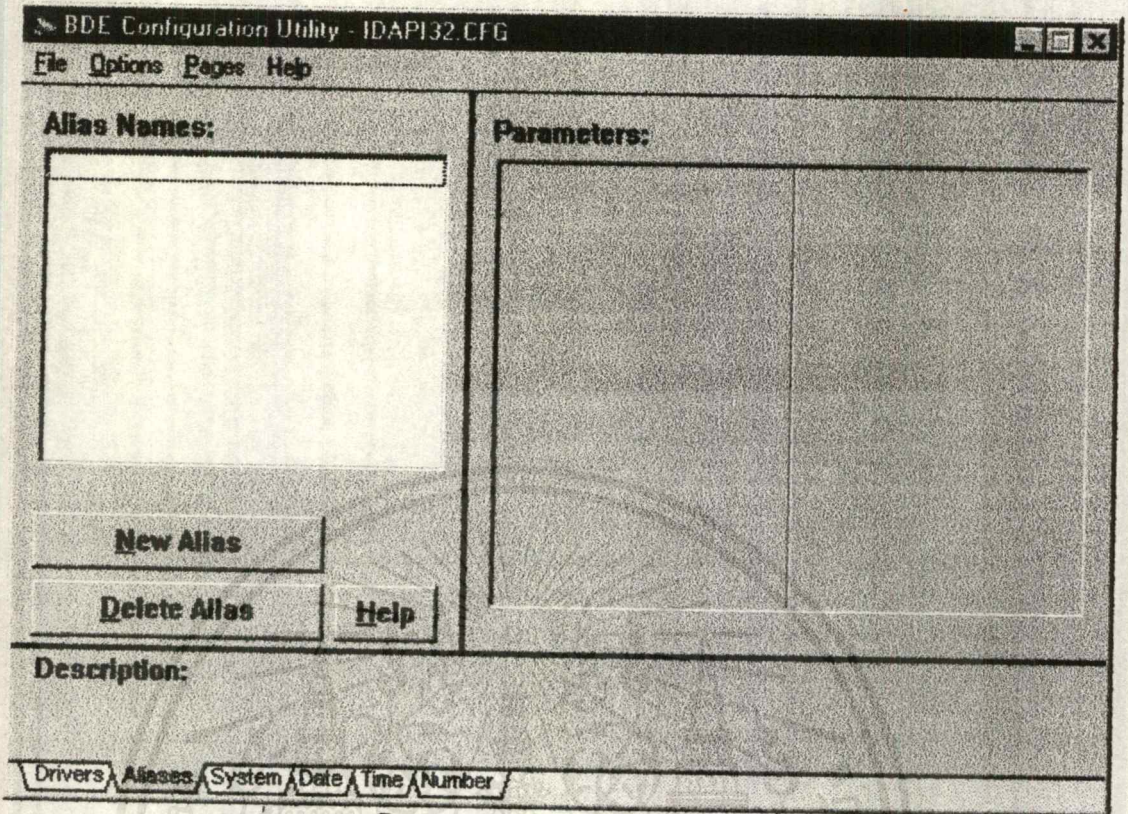 BDE Configuration Utility - IDAPI32.CFG
File Options Pages Help
Alias Names:
Parameters:
New Alias
Delete Alias
Help
Description:
Drivers Aliases System Date Time Number